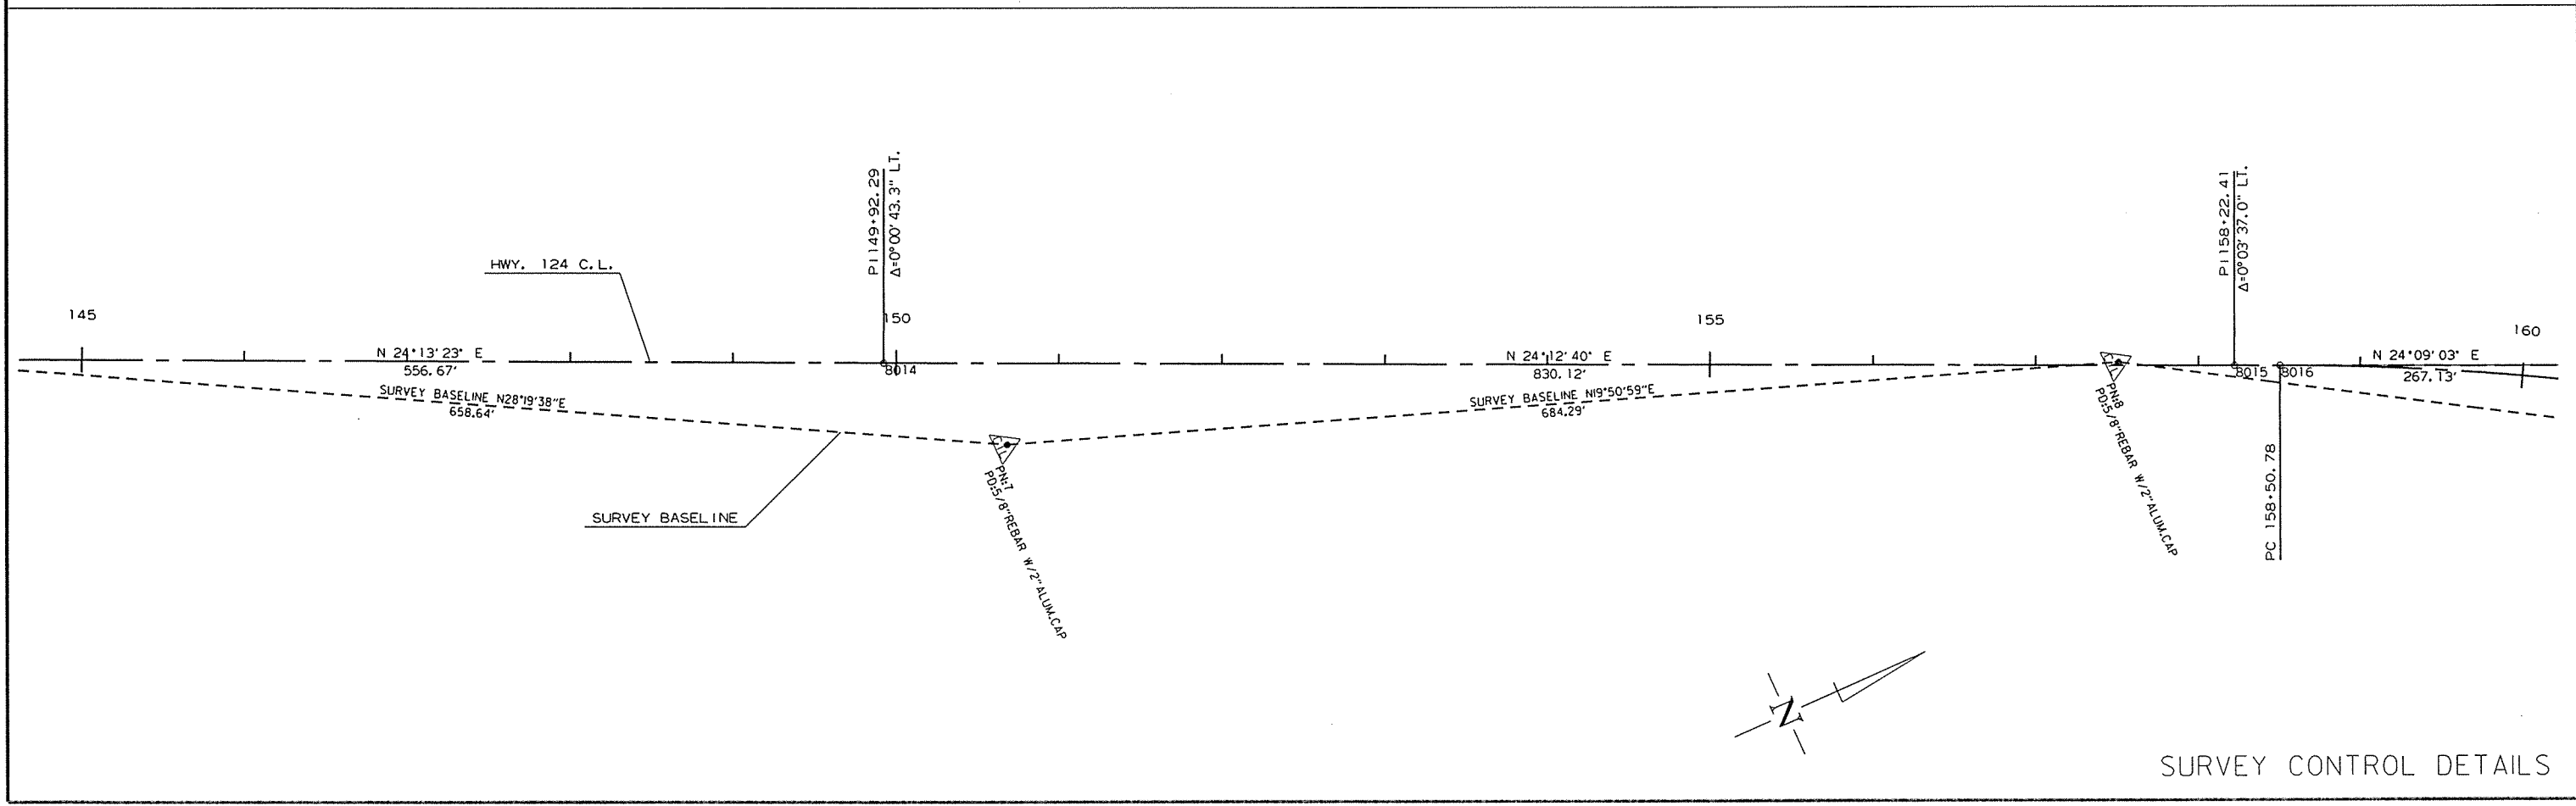 PI 149+92.29
Δ=0°00'43.3" LT.
PI 158+22.41
Δ=0°03'37.0" LT.
HWY. 124 C.L.
145
150
155
160
N 24°13'23" E
556.67'
8014
N 24°12'40" E
830.12'
8015
8016
N 24°09'03" E
267.13'
SURVEY BASELINE N28°19'38"E
658.64'
SURVEY BASELINE N19°50'59"E
684.29'
CTL
PN:7
PD:5/8"REBAR W/2"ALUM.CAP
CTL
PN:8
PD:5/8"REBAR W/2"ALUM.CAP
PC 158+50.78
SURVEY BASELINE
N
SURVEY CONTROL DETAILS